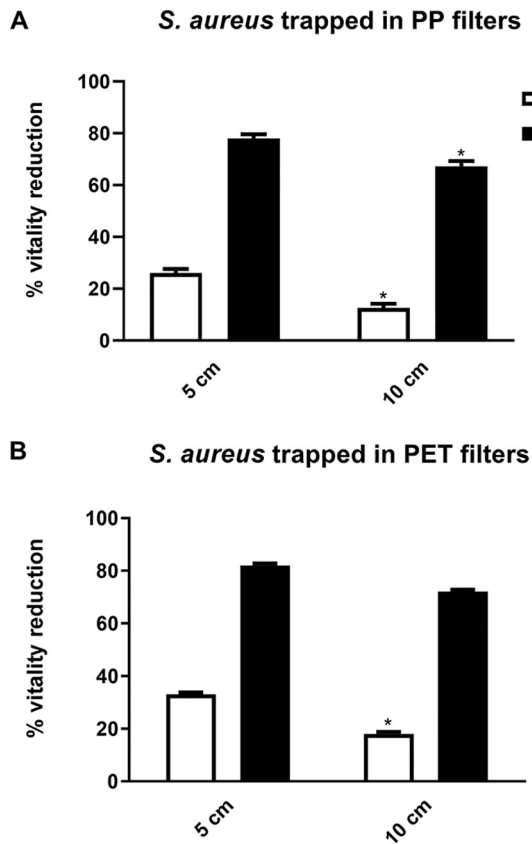 A
S. aureus trapped in PP filters
% vitality reduction
100
80
60
40
20
0
*
*
5 cm
10 cm
B
S. aureus trapped in PET filters
% vitality reduction
100
80
60
40
20
0
*
5 cm
10 cm